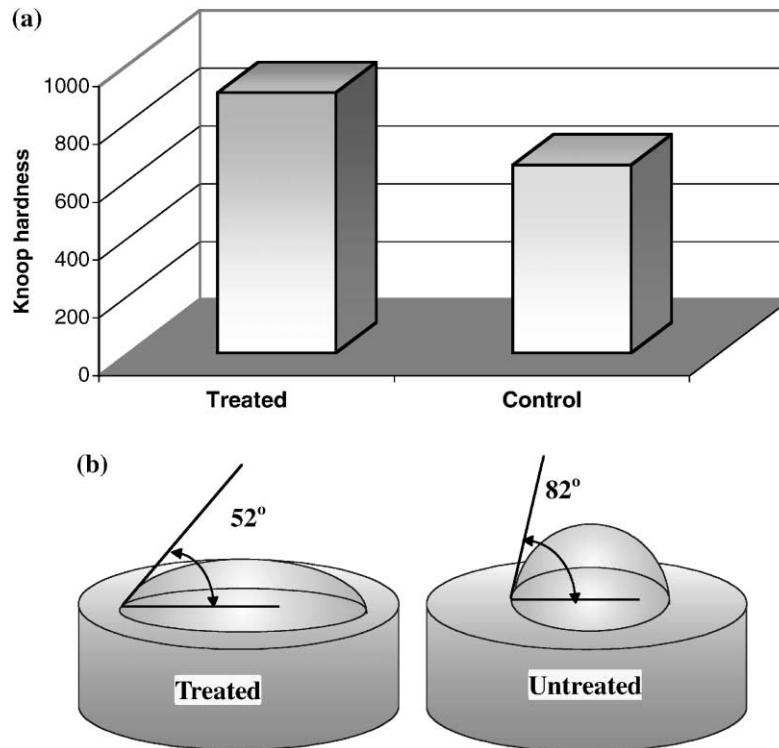 (a)
1000
800
600
400
200
0
Knoop hardness
Treated
Control
(b)
52°
82°
Treated
Untreated